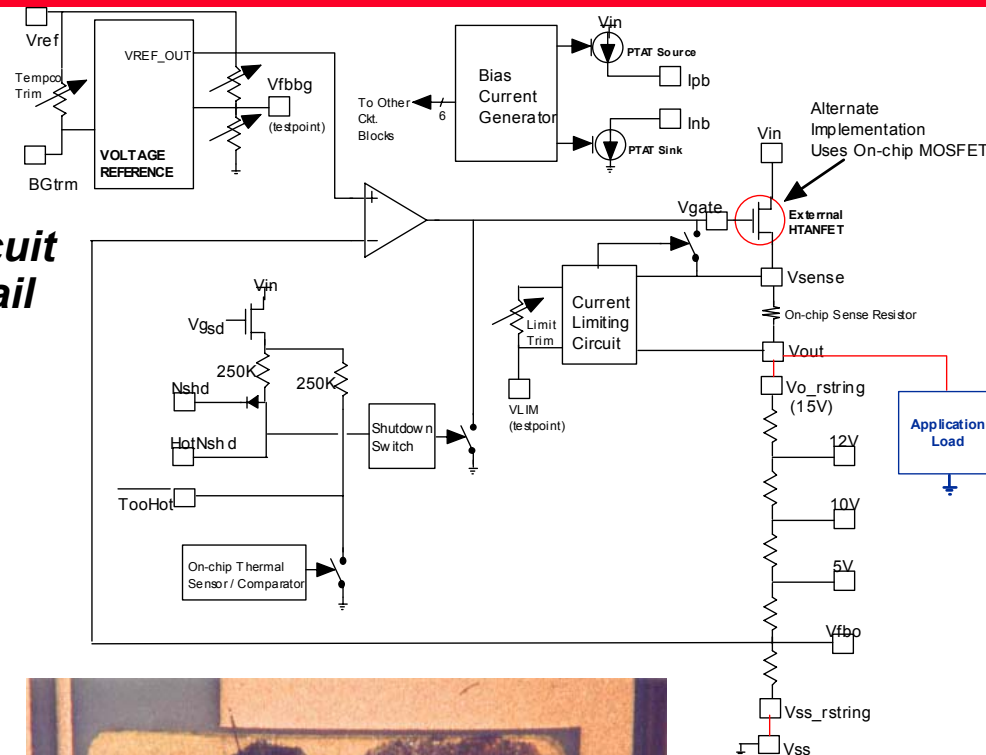 Vref
VREF_OUT
Tempco
Trim
Vfbbg
(testpoint)
BGtrm
VOLTAGE
REFERENCE
To Other
Ckt.
Blocks
6
Bias
Current
Generator
Vin
PTAT Source
Ipb
Inb
PTAT Sink
Alternate
Implementation
Uses On-chip MOSFET
Vin
Vgate
External
HTANFET
+
−
cuit
ail
Vsense
Current
Limiting
Circuit
Limit
Trim
On-chip Sense Resistor
Vout
VLIM
(testpoint)
Vo_rstring
(15V)
Application
Load
Vin
Vgsd
250K
250K
Nshd
HotNshd
Shutdown
Switch
TooHot
On-chip Thermal
Sensor / Comparator
12V
10V
5V
Vfbo
Vss_rstring
Vss